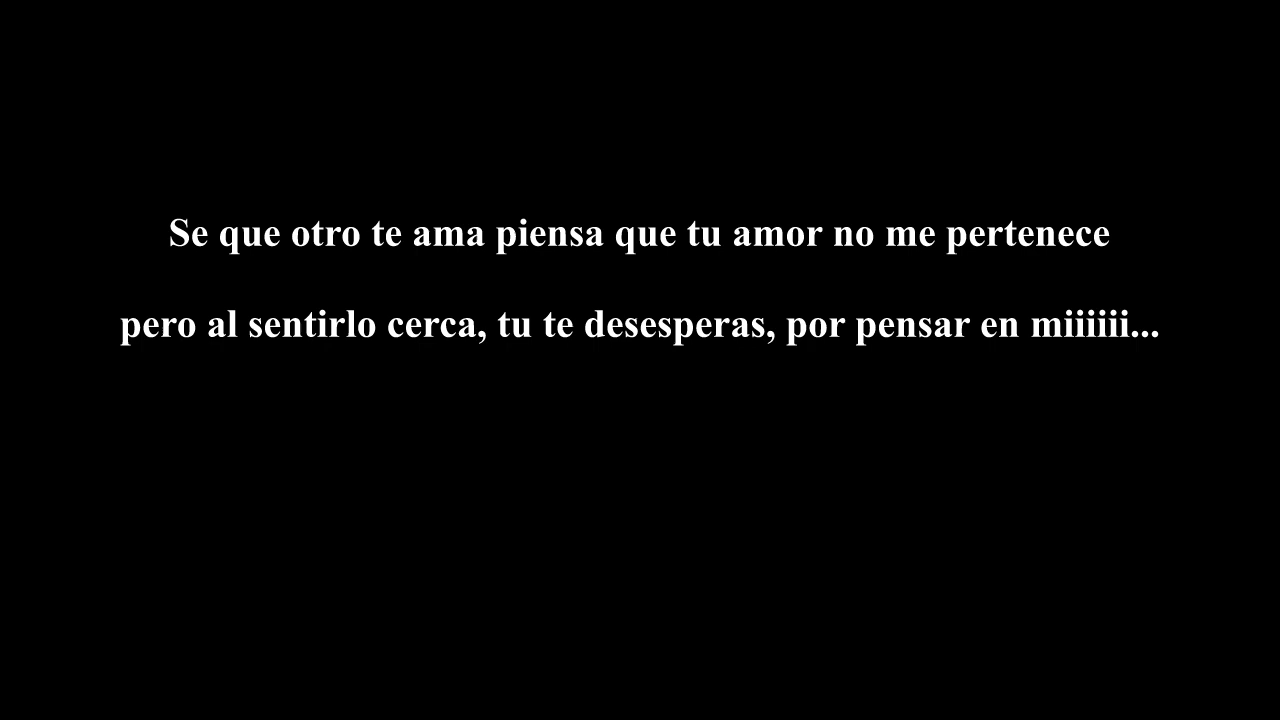 Se que otro te ama piensa que tu amor no me pertenece
pero al sentirlo cerca, tu te desesperas, por pensar en miiiiii...